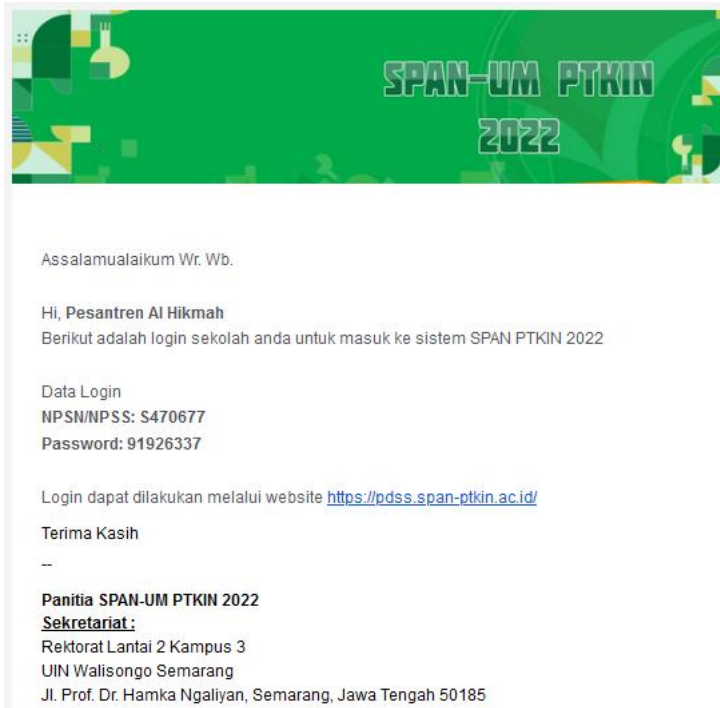 SPAN-UM PTKIN
2022
Assalamualaikum Wr. Wb.
Hi, Pesantren Al Hikmah
Berikut adalah login sekolah anda untuk masuk ke sistem SPAN PTKIN 2022
Data Login
NPSN/NPSS: S470677
Password: 91926337
Login dapat dilakukan melalui website https://pdss.span-ptkin.ac.id/
Terima Kasih
--
Panitia SPAN-UM PTKIN 2022
Sekretariat :
Rektorat Lantai 2 Kampus 3
UIN Walisongo Semarang
Jl. Prof. Dr. Hamka Ngaliyan, Semarang, Jawa Tengah 50185